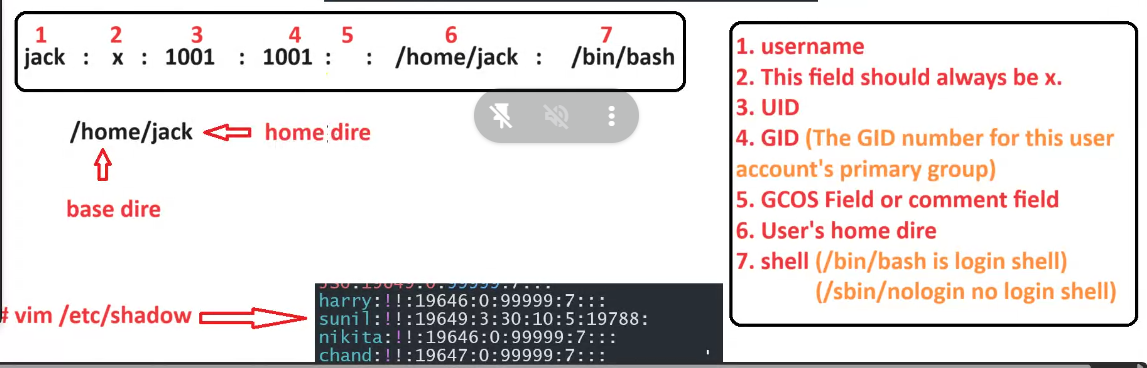 1 2 3 4 5 6 7
jack : x : 1001 : 1001 : : /home/jack : /bin/bash
/home/jack home dire
base dire
1. username
2. This field should always be x.
3. UID
4. GID (The GID number for this user
account's primary group)
5. GCOS Field or comment field
6. User's home dire
7. shell (/bin/bash is login shell)
(/sbin/nologin no login shell)
# vim /etc/shadow
harry:!!:19646:0:99999:7:::
sunil:!!:19649:3:30:10:5:19788:
nikita:!!:19646:0:99999:7:::
chand:!!:19647:0:99999:7:::